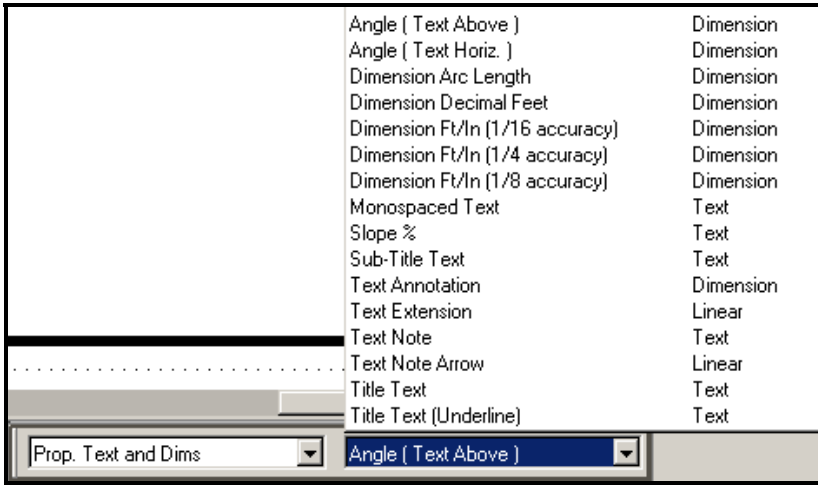 Angle ( Text Above ) Dimension
Angle ( Text Horiz. ) Dimension
Dimension Arc Length Dimension
Dimension Decimal Feet Dimension
Dimension Ft/In (1/16 accuracy) Dimension
Dimension Ft/In (1/4 accuracy) Dimension
Dimension Ft/In (1/8 accuracy) Dimension
Monospaced Text Text
Slope % Text
Sub-Title Text Text
Text Annotation Dimension
Text Extension Linear
Text Note Text
Text Note Arrow Linear
Title Text Text
Title Text (Underline) Text
Prop. Text and Dims Angle ( Text Above )